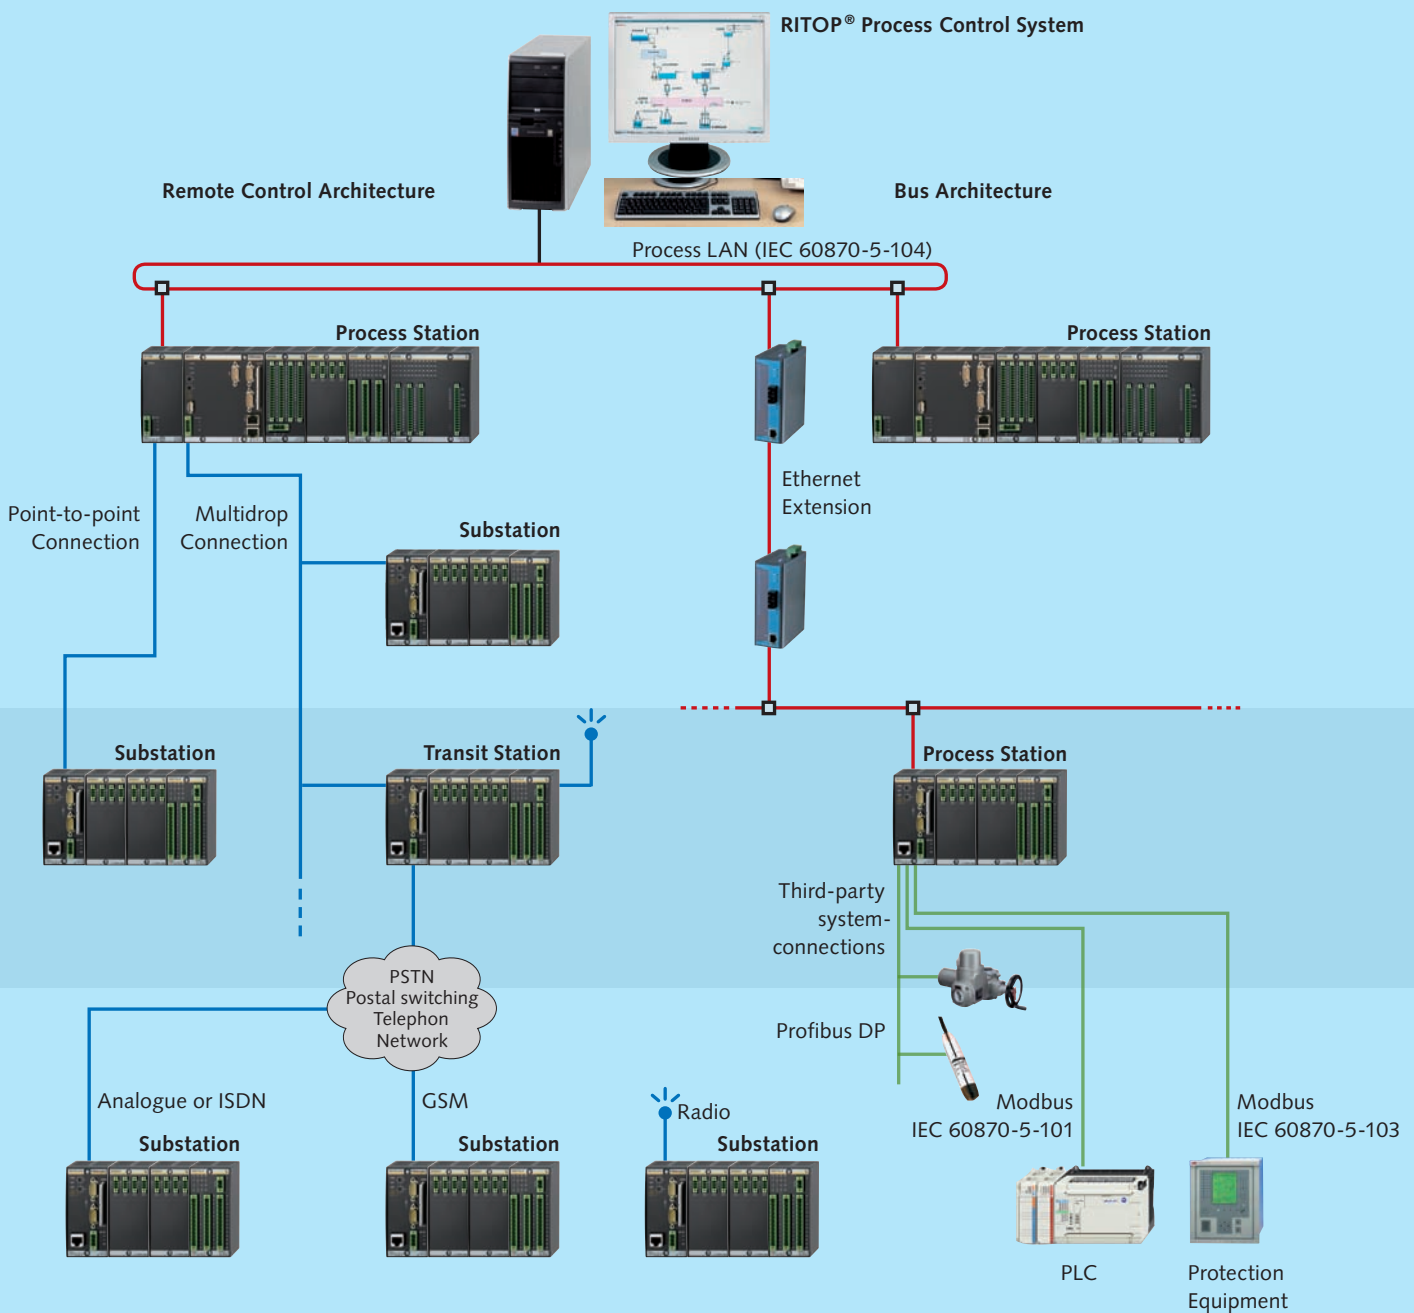 RITOP® Process Control System
Remote Control Architecture
Bus Architecture
Process LAN (IEC 60870-5-104)
Process Station
Process Station
Ethernet
Extension
Point-to-point
Connection
Multidrop
Connection
Substation
Substation
Transit Station
Process Station
Third-party
system-
connections
PSTN
Postal switching
Telephon
Network
Profibus DP
Analogue or ISDN
GSM
Radio
Modbus
IEC 60870-5-101
Modbus
IEC 60870-5-103
Substation
Substation
Substation
PLC
Protection
Equipment